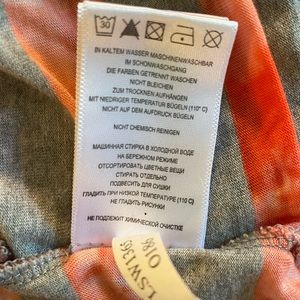 30
IN KALTEM WASSER MASCHINENWASCHBAR
IM SCHONWASCHGANG
DIE FARBEN GETRENNT WASCHEN
NICHT BLEICHEN
ZUM TROCKNEN AUFHÄNGEN
MIT NIEDRIGER TEMPERATUR BÜGELN (110° C)
NICHT AUF DEM AUFDRUCK BÜGELN
NICHT CHEMISCH REINIGEN
МАШИННАЯ СТИРКА В ХОЛОДНОЙ ВОДЕ
НА БЕРЕЖНОМ РЕЖИМЕ
ОТСОРТИРОВАТЬ ЦВЕТНЫЕ ВЕЩИ
СТИРАТЬ ОТДЕЛЬНО
ПОДВЕСИТЬ ДЛЯ СУШКИ
ГЛАДИТЬ ПРИ НИЗКОЙ ТЕМПЕРАТУРЕ (110° C)
НЕ ГЛАДИТЬ РИСУНКИ
НЕ ПОДЛЕЖИТ ХИМИЧЕСКОЙ ЧИСТКЕ